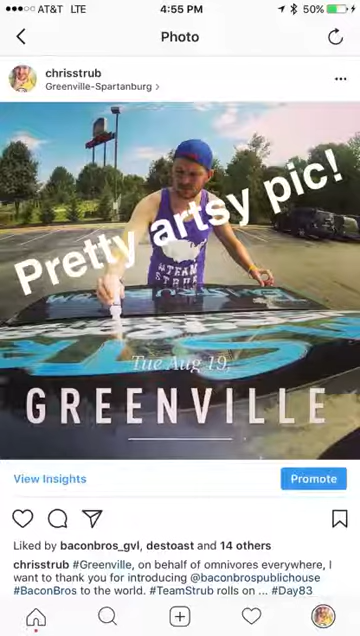 AT&T LTE
4:55 PM
50%
Photo
chrisstrub
Greenville-Spartanburg >
Pretty artsy pic!
#TEAM
STRUB
Tue Aug 19,
GREENVILLE
View Insights
Promote
Liked by baconbros_gvl, destoast and 14 others
chrisstrub #Greenville, on behalf of omnivores everywhere, I
want to thank you for introducing @baconbrospublichouse
#BaconBros to the world. #TeamStrub rolls on ... #Day83